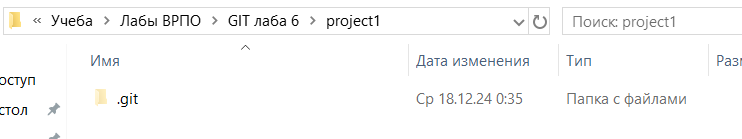 « Учеба > Лабы ВРПО > GIT лаба 6 > project1
Поиск: project1
Имя Дата изменения Тип Разм
оступ
.git Ср 18.12.24 0:35 Папка с файлами
стол